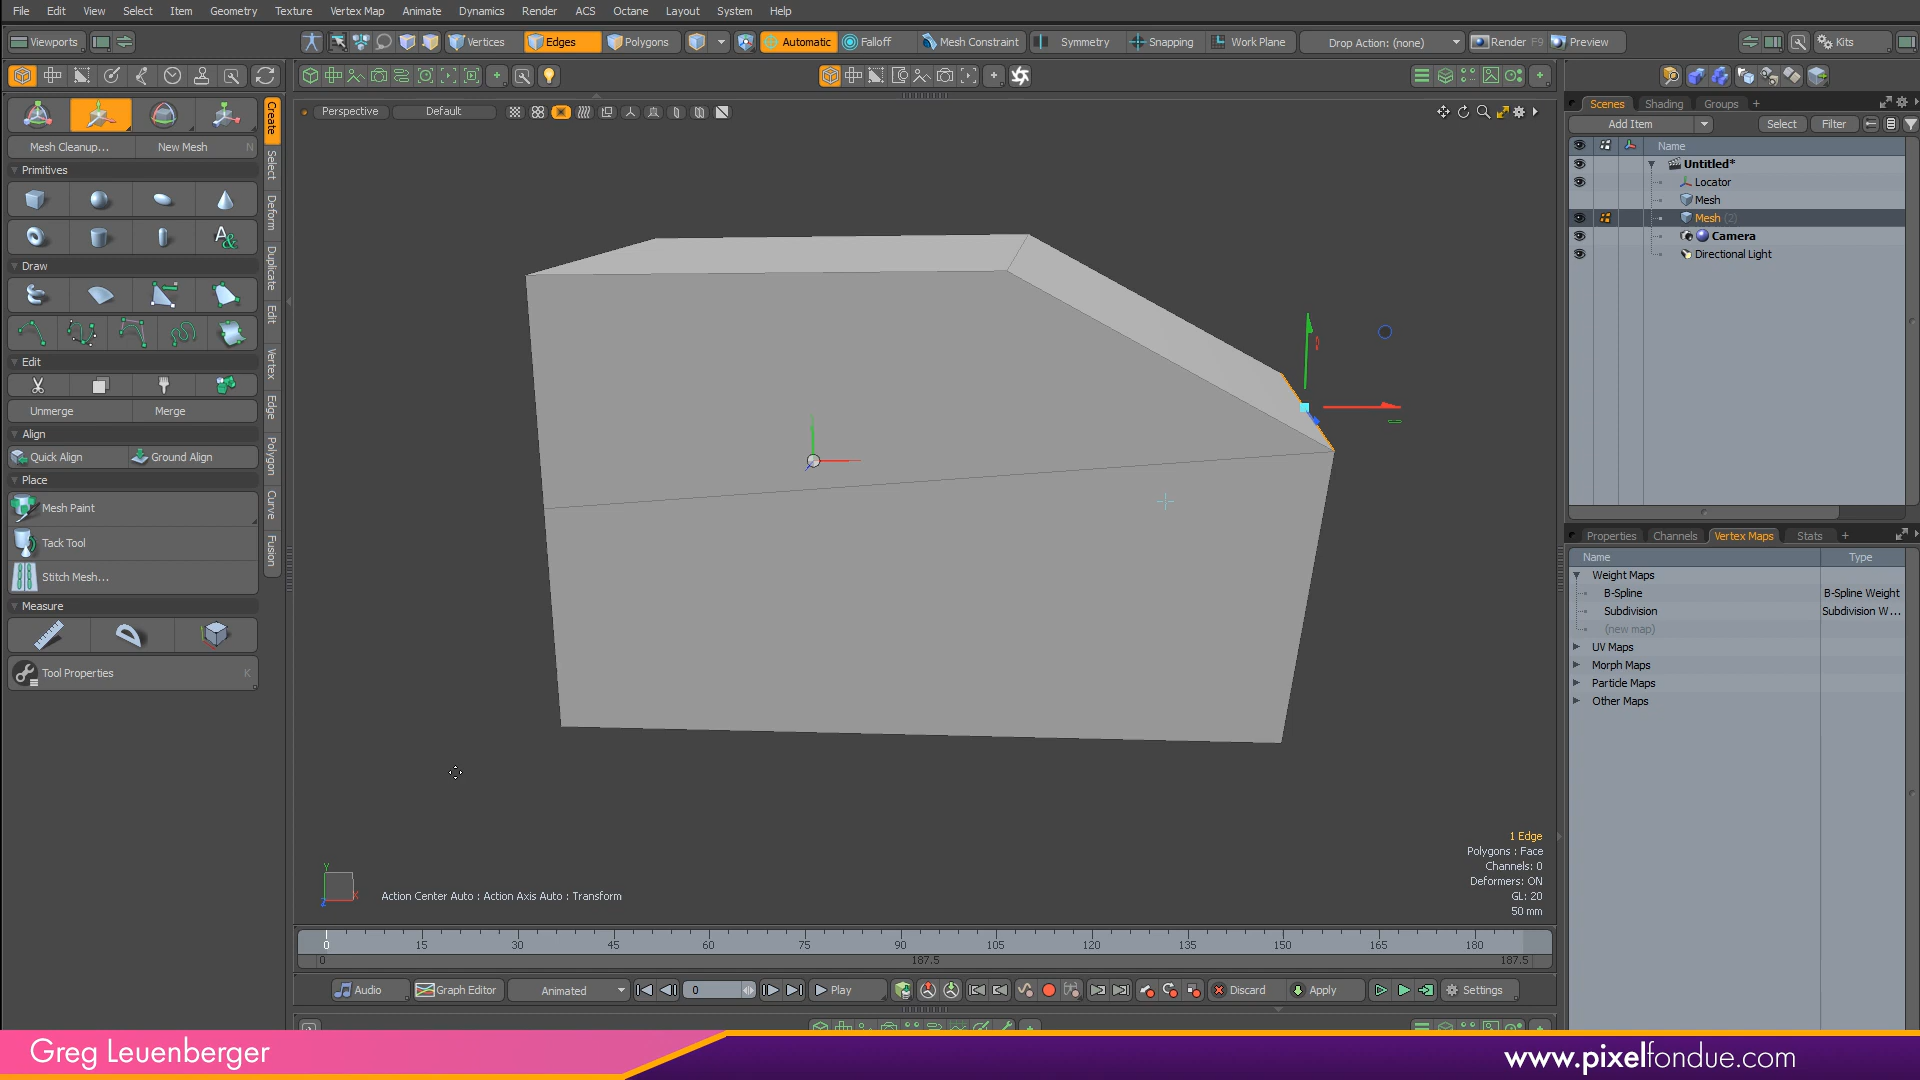 File Edit View Select Item Geometry Texture Vertex Map Animate Dynamics Render ACS Octane Layout System Help
Viewports Vertices Edges Polygons Automatic Falloff Mesh Constraint Symmetry Snapping Work Plane Drop Action: (none) Render F9 Preview Kits
Perspective Default
Scenes Shading Groups +
Add Item Select Filter
Name
Untitled*
Locator
Mesh
Mesh (2)
Camera
Directional Light
Mesh Cleanup... New Mesh N
Primitives
Draw
Edit
Unmerge Merge
Align
Quick Align Ground Align
Place
Mesh Paint
Tack Tool
Stitch Mesh...
Measure
Tool Properties K
Create
Select
Deform
Duplicate
Edit
Vertex
Edge
Polygon
Curve
Fusion
Properties Channels Vertex Maps Stats +
Name Type
Weight Maps
B-Spline B-Spline Weight
Subdivision Subdivision W...
(new map)
UV Maps
Morph Maps
Particle Maps
Other Maps
1 Edge
Polygons : Face
Channels: 0
Deformers: ON
GL: 20
50 mm
Y
X
Z
Action Center Auto : Action Axis Auto : Transform
0 15 30 45 60 75 90 105 120 135 150 165 180
0 187.5 187.5
Audio Graph Editor Animated 0 Play Discard Apply Settings
Greg Leuenberger
www.pixelfondue.com